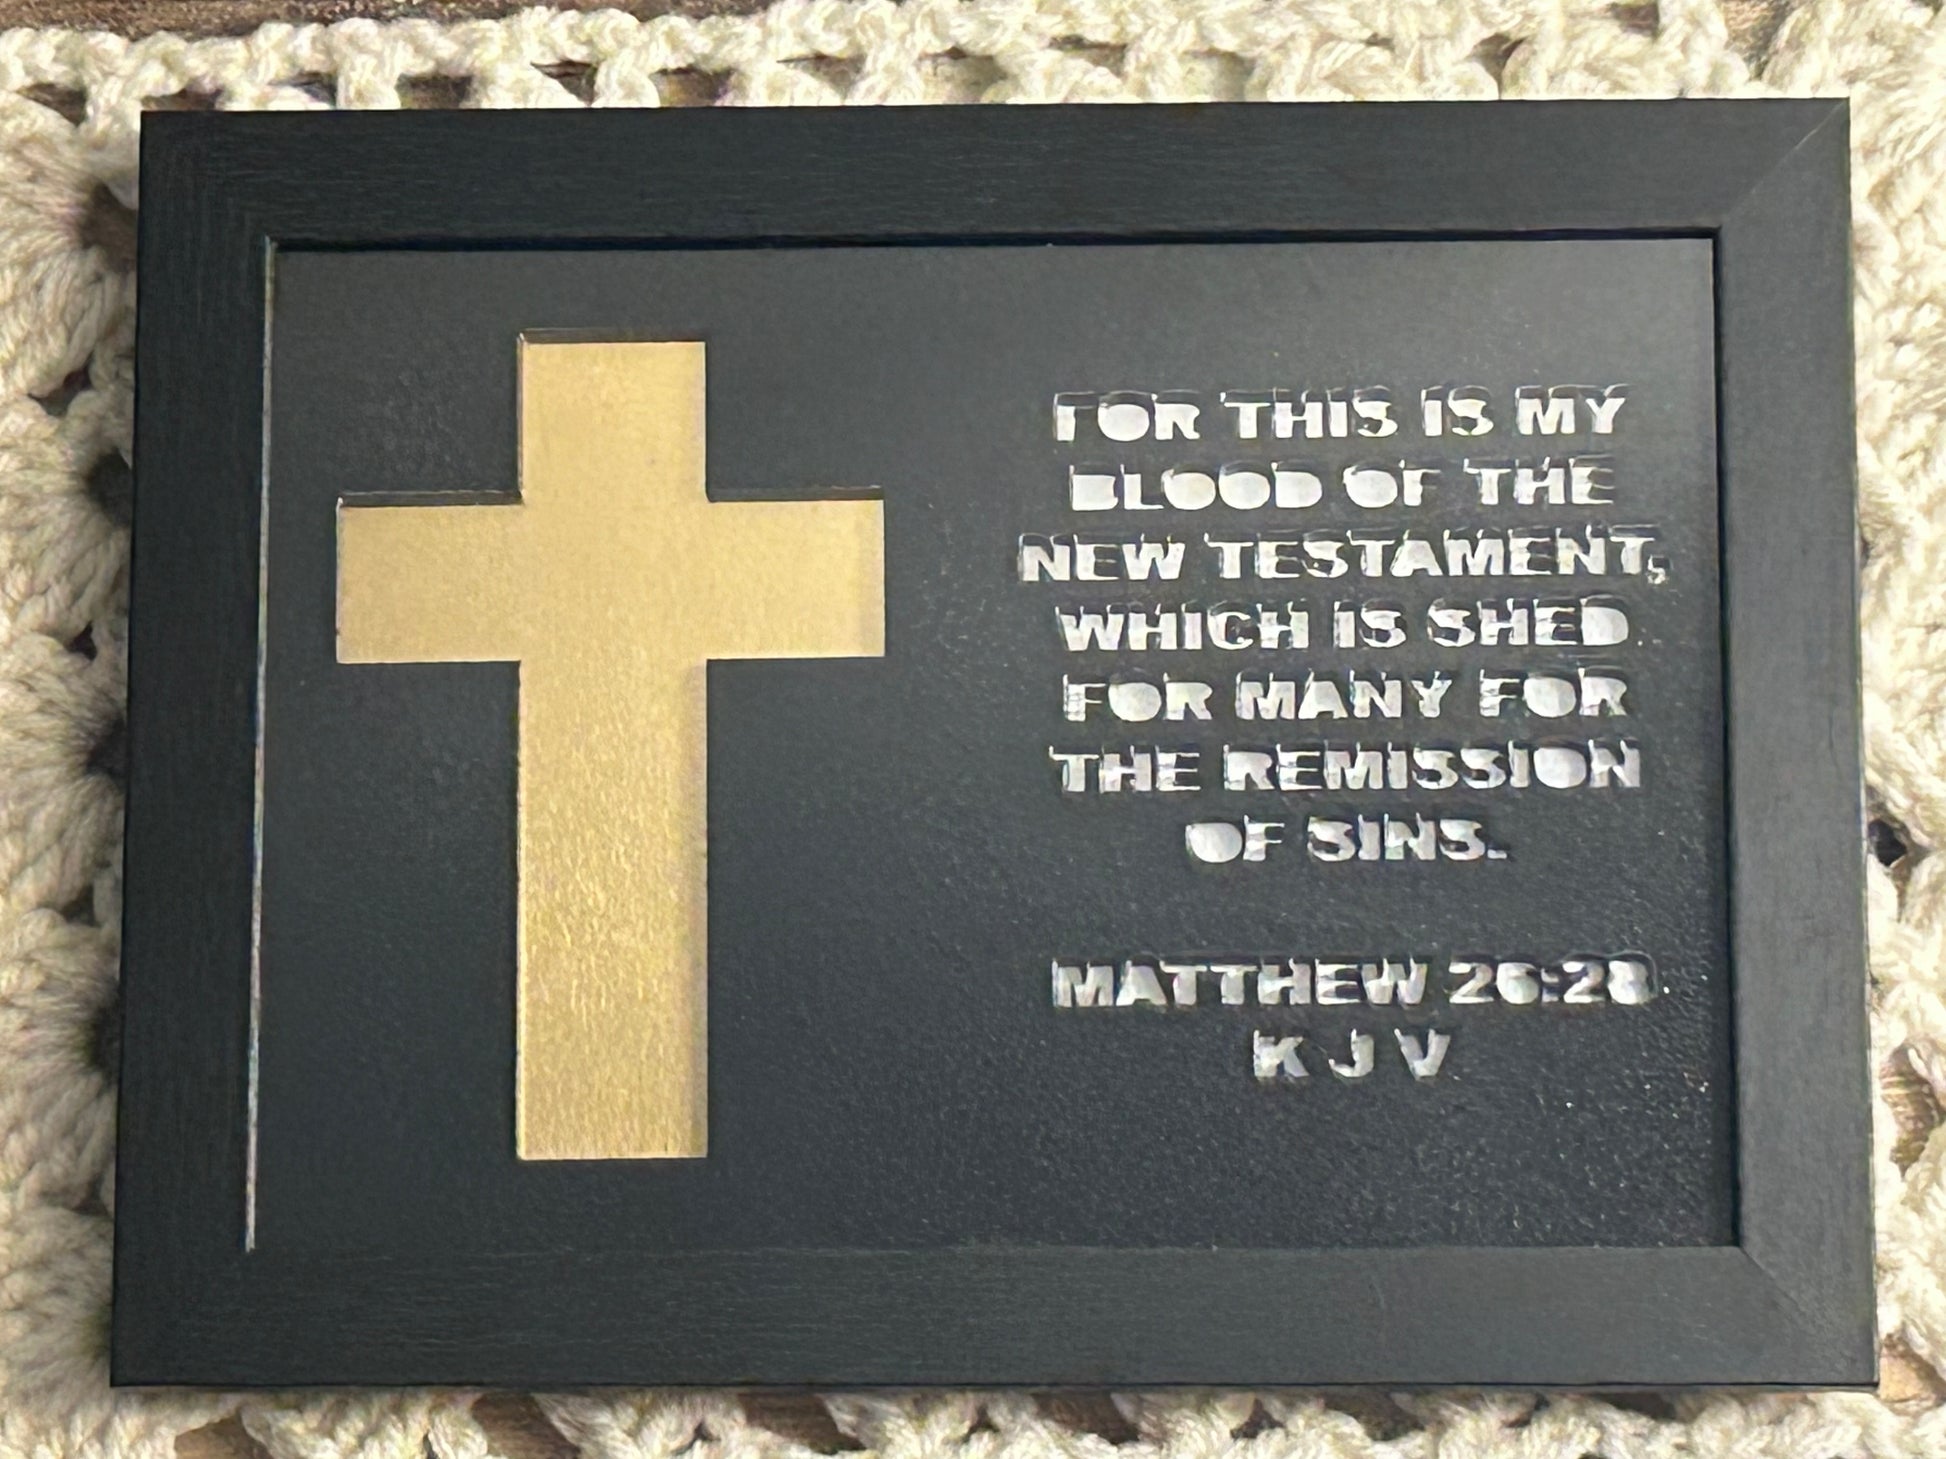 FOR THIS IS MY
BLOOD OF THE
NEW TESTAMENT,
WHICH IS SHED
FOR MANY FOR
THE REMISSION
OF SINS.
MATTHEW 26:28
K J V